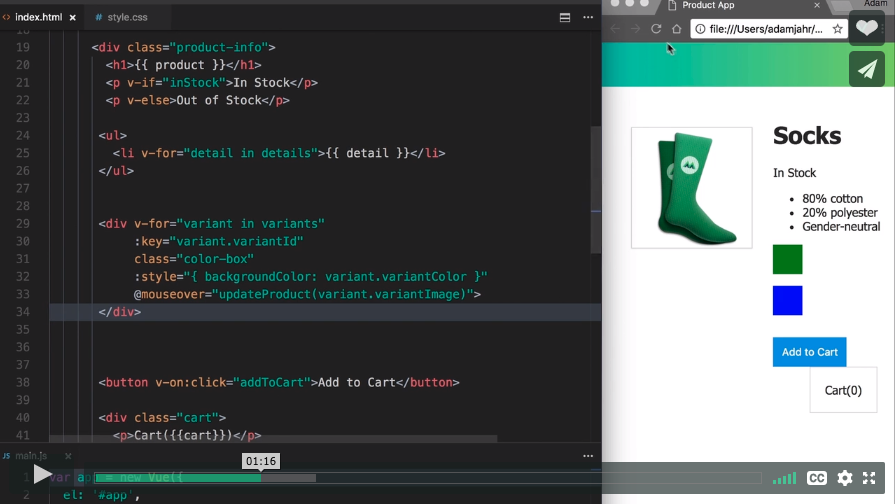 index.html
style.css
Product App
Adam
file:///Users/adamjahr/...
19 <div class="product-info">
20 <h1>{{ product }}</h1>
21 <p v-if="inStock">In Stock</p>
22 <p v-else>Out of Stock</p>
23
24 <ul>
25 <li v-for="detail in details">{{ detail }}</li>
26 </ul>
27
28
29 <div v-for="variant in variants"
30 :key="variant.variantId"
31 class="color-box"
32 :style="{ backgroundColor: variant.variantColor }"
33 @mouseover="updateProduct(variant.variantImage)">
34 </div>
35
36
37
38 <button v-on:click="addToCart">Add to Cart</button>
39
40 <div class="cart">
41 <p>Cart({{cart}})</p>
Socks
In Stock
80% cotton
20% polyester
Gender-neutral
Add to Cart
Cart(0)
main.js
01:16
1 var app = new Vue({
2 el: '#app',
CC